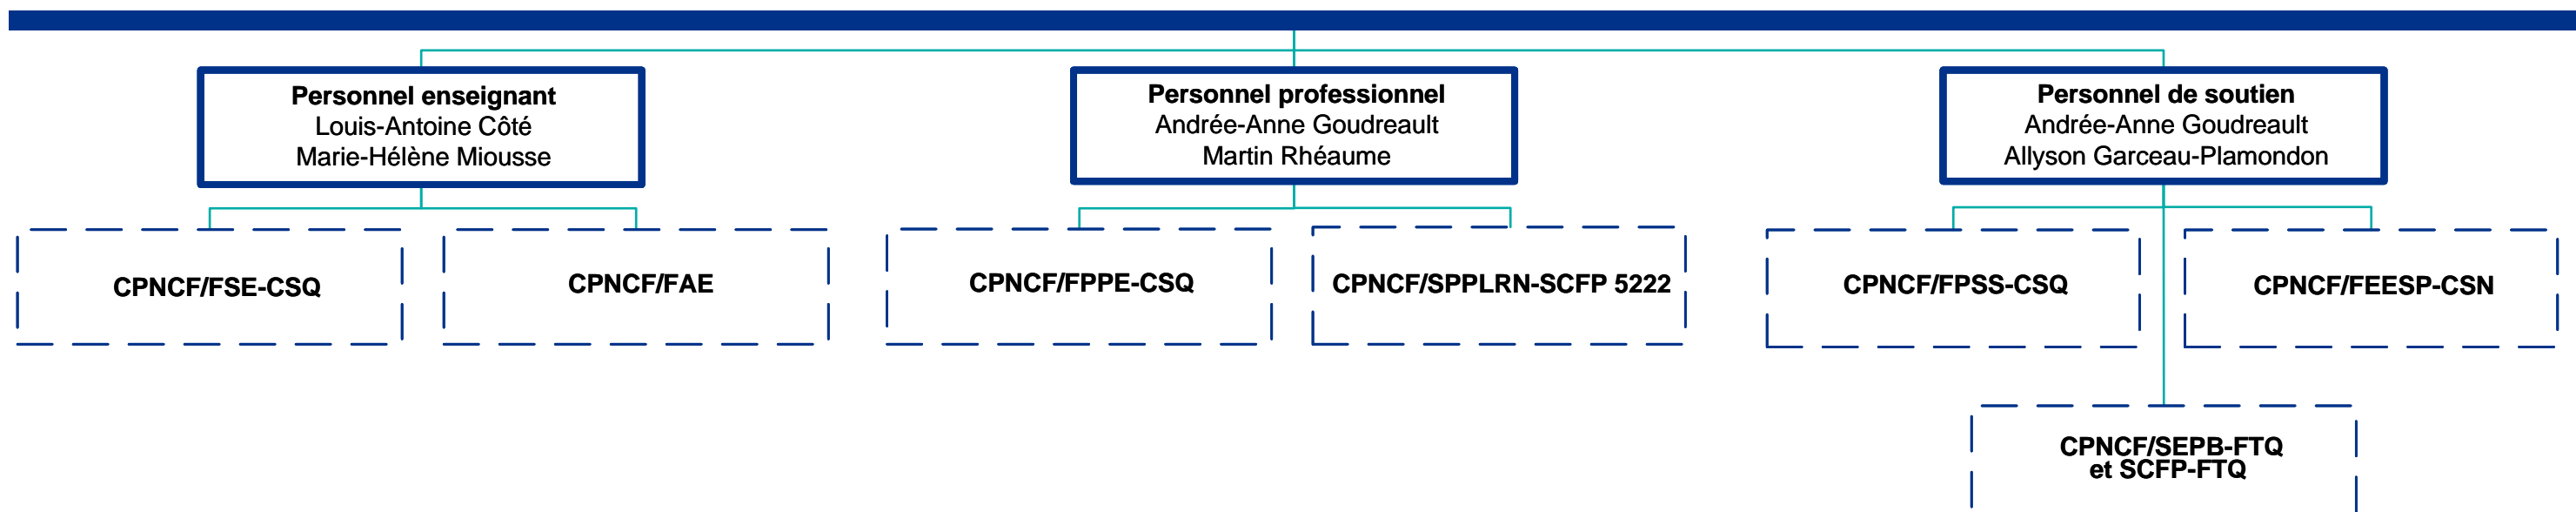 Personnel enseignant
Louis-Antoine Côté
Marie-Hélène Miousse
Personnel professionnel
Andrée-Anne Goudreault
Martin Rhéaume
Personnel de soutien
Andrée-Anne Goudreault
Allyson Garceau-Plamondon
CPNCF/FSE-CSQ
CPNCF/FAE
CPNCF/FPPE-CSQ
CPNCF/SPPLRN-SCFP 5222
CPNCF/FPSS-CSQ
CPNCF/FEESP-CSN
CPNCF/SEPB-FTQ
et SCFP-FTQ